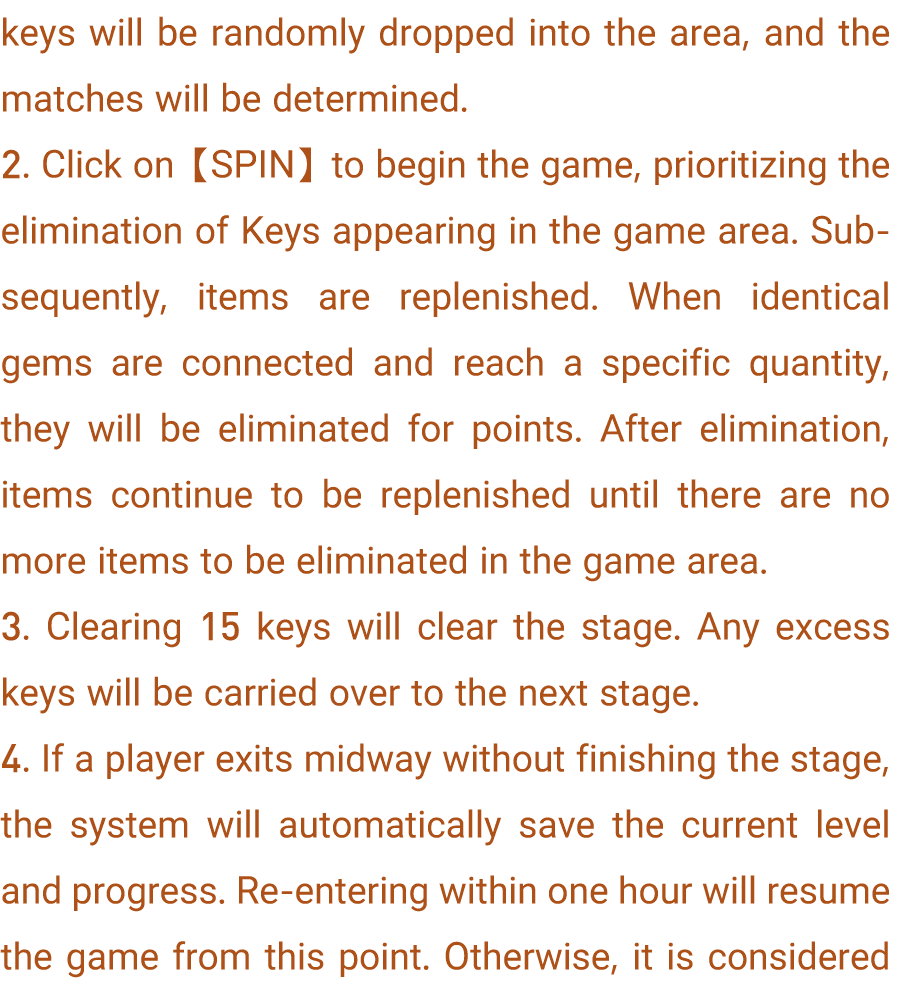 keys will be randomly dropped into the area, and the
matches will be determined.
2. Click on【SPIN】to begin the game, prioritizing the
elimination of Keys appearing in the game area. Sub-
sequently, items are replenished. When identical
gems are connected and reach a specific quantity,
they will be eliminated for points. After elimination,
items continue to be replenished until there are no
more items to be eliminated in the game area.
3. Clearing 15 keys will clear the stage. Any excess
keys will be carried over to the next stage.
4. If a player exits midway without finishing the stage,
the system will automatically save the current level
and progress. Re-entering within one hour will resume
the game from this point. Otherwise, it is considered